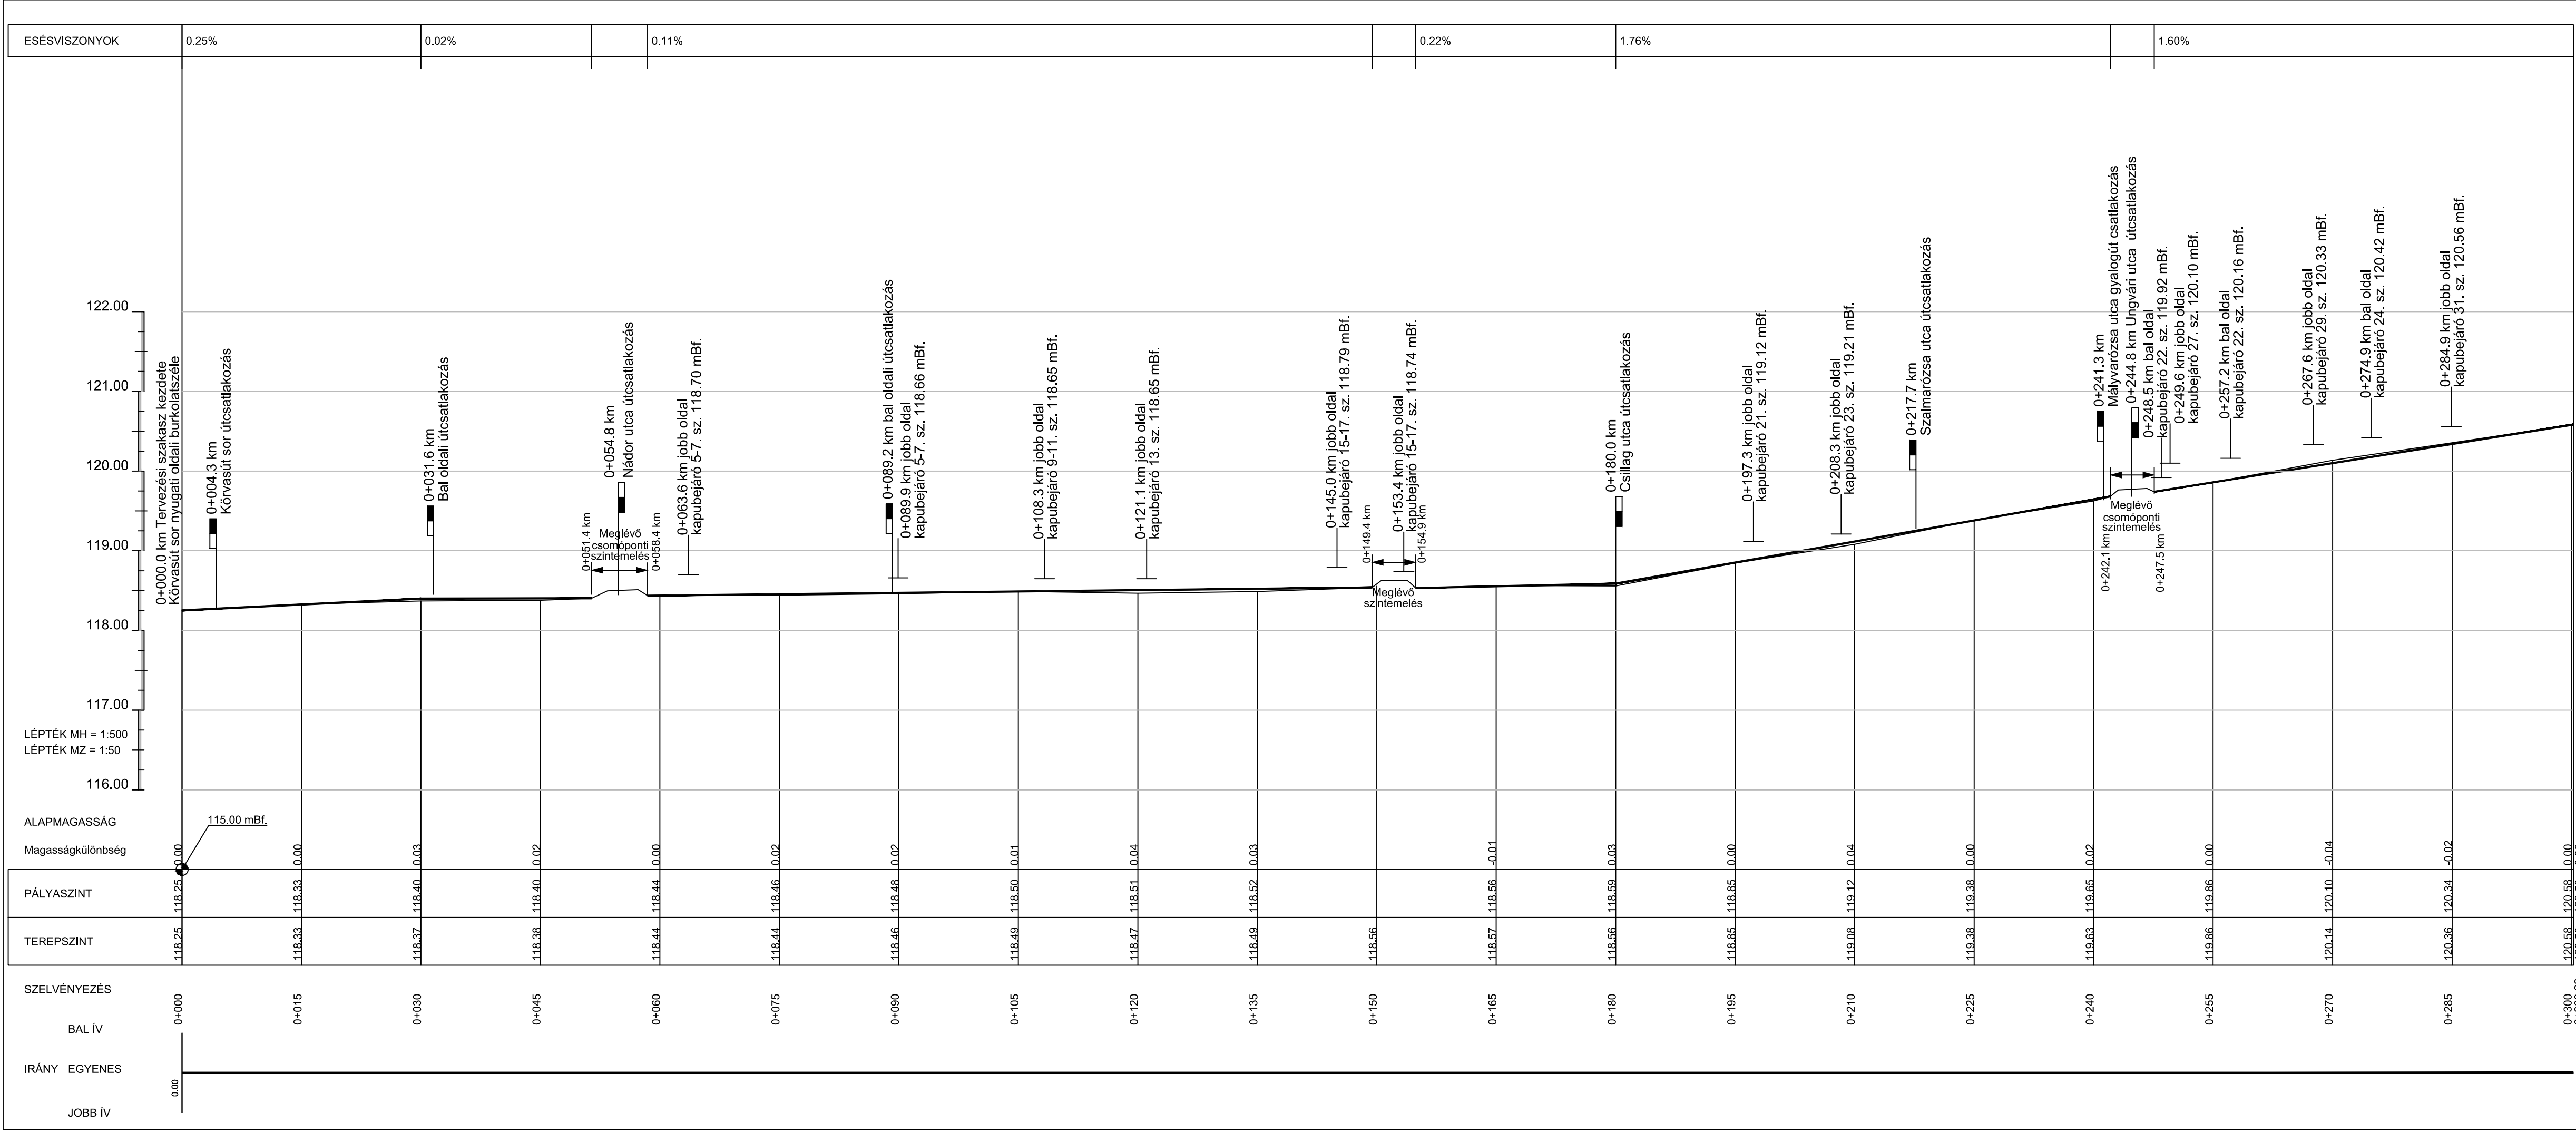 ESÉSVISZONYOK
0.25%
0.02%
0.11%
0.22%
1.76%
1.60%
0+000.0 km Tervezési szakasz kezdete
Körvasút sor nyugati oldali burkolatszéle
0+004.3 km
Körvasút sor útcsatlakozás
0+031.6 km
Bal oldali útcsatlakozás
0+051.4 km
Meglévő
csomóponti
szintemelés
0+054.8 km
Nádor utca útcsatlakozás
0+058.4 km
0+063.6 km jobb oldal
kapubejáró 5-7. sz. 118.70 mBf.
0+089.2 km bal oldali útcsatlakozás
0+089.9 km jobb oldal
kapubejáró 5-7. sz. 118.66 mBf.
0+108.3 km jobb oldal
kapubejáró 9-11. sz. 118.65 mBf.
0+121.1 km jobb oldal
kapubejáró 13. sz. 118.65 mBf.
0+145.0 km jobb oldal
kapubejáró 15-17. sz. 118.79 mBf.
0+149.4 km
Meglévő
szintemelés
0+153.4 km jobb oldal
kapubejáró 15-17. sz. 118.74 mBf.
0+154.9 km
0+180.0 km
Csillag utca útcsatlakozás
0+197.3 km jobb oldal
kapubejáró 21. sz. 119.12 mBf.
0+208.3 km jobb oldal
kapubejáró 23. sz. 119.21 mBf.
0+217.7 km
Szalmarózsa utca útcsatlakozás
0+241.3 km
Mályvarózsa utca gyalogút csatlakozás
0+242.1 km
0+244.8 km Ungvári utca útcsatlakozás
Meglévő
csomóponti
szintemelés
0+247.5 km
0+248.5 km bal oldal
kapubejáró 22. sz. 119.92 mBf.
0+249.6 km jobb oldal
kapubejáró 27. sz. 120.10 mBf.
0+257.2 km bal oldal
kapubejáró 22. sz. 120.16 mBf.
0+267.6 km jobb oldal
kapubejáró 29. sz. 120.33 mBf.
0+274.9 km bal oldal
kapubejáró 24. sz. 120.42 mBf.
0+284.9 km jobb oldal
kapubejáró 31. sz. 120.56 mBf.
122.00
121.00
120.00
119.00
118.00
117.00
116.00
LÉPTÉK MH = 1:500
LÉPTÉK MZ = 1:50
ALAPMAGASSÁG
115.00 mBf.
Magasságkülönbség
0.00 0.00 0.03 0.02 0.00 0.02 0.02 0.01 0.04 0.03 -0.01 0.03 0.00 0.04 0.00 0.02 0.00 -0.04 -0.02 0.00
PÁLYASZINT
118.25 118.33 118.40 118.40 118.44 118.46 118.48 118.50 118.51 118.52 118.56 118.59 118.85 119.12 119.38 119.65 119.86 120.10 120.34 120.58
TEREPSZINT
118.25 118.33 118.37 118.38 118.44 118.44 118.46 118.49 118.47 118.49 118.56 118.57 118.56 118.85 119.08 119.38 119.63 119.86 120.14 120.36 120.58
SZELVÉNYEZÉS
0+000 0+015 0+030 0+045 0+060 0+075 0+090 0+105 0+120 0+135 0+150 0+165 0+180 0+195 0+210 0+225 0+240 0+255 0+270 0+285 0+300
BAL ÍV
IRÁNY EGYENES
0.00
JOBB ÍV